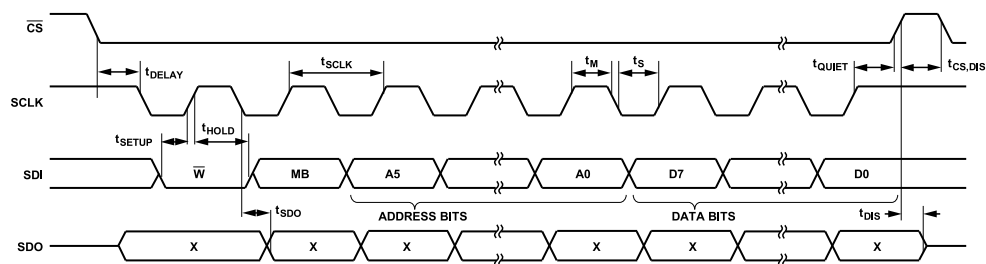 CS
tDELAY
tSCLK
tM
tS
tQUIET
tCS,DIS
SCLK
tSETUP
tHOLD
SDI
W
MB
A5
A0
D7
D0
tSDO
ADDRESS BITS
DATA BITS
tDIS
SDO
X
X
X
X
X
X